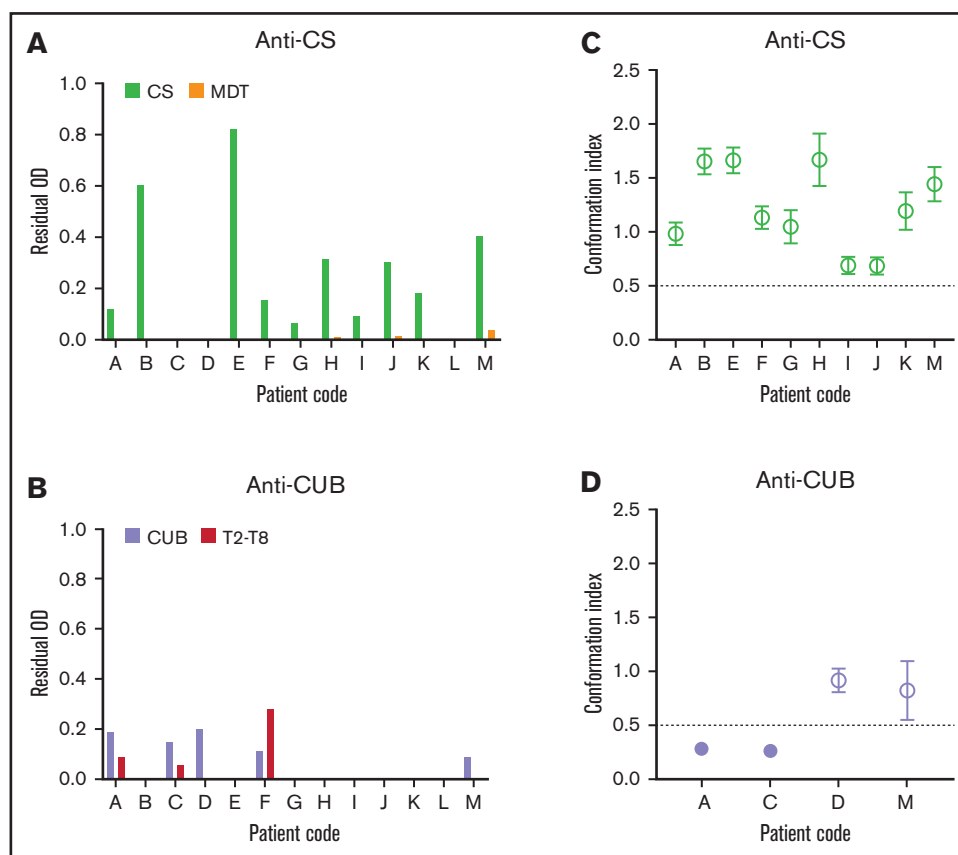 A
Anti-CS
CS MDT
Residual OD
1.0
0.8
0.6
0.4
0.2
0.0
A B C D E F G H I J K L M
Patient code
C
Anti-CS
Conformation index
2.5
2.0
1.5
1.0
0.5
0.0
A B E F G H I J K M
Patient code
B
Anti-CUB
CUB T2-T8
Residual OD
1.0
0.8
0.6
0.4
0.2
0.0
A B C D E F G H I J K L M
Patient code
D
Anti-CUB
Conformation index
2.5
2.0
1.5
1.0
0.5
0.0
A C D M
Patient code